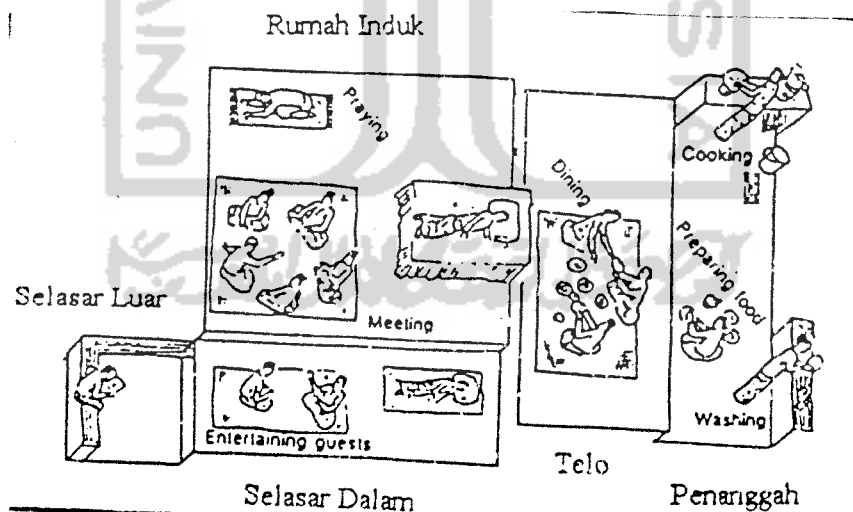 Rumah Induk
Praying
Cooking
Dining
Preparing food
Selasar Luar
Meeting
Entertaining guests
Washing
Telo
Selasar Dalam
Penanggah